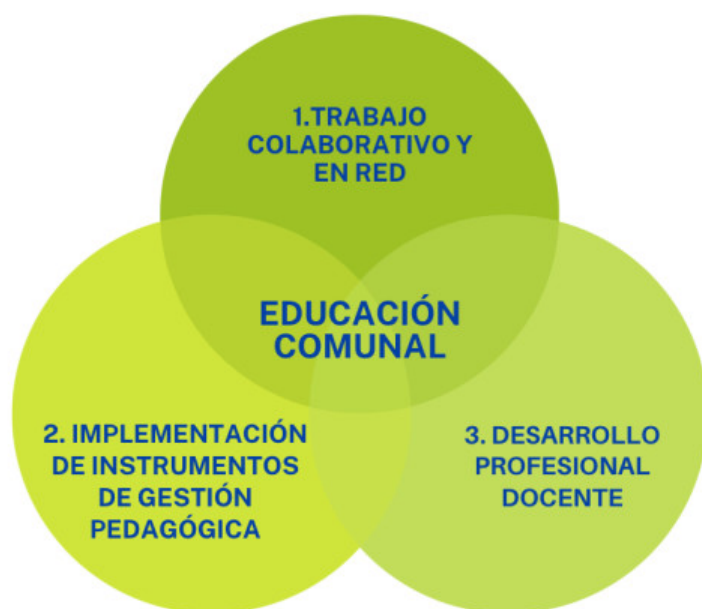 1.TRABAJO
COLABORATIVO Y
EN RED
EDUCACIÓN
COMUNAL
2. IMPLEMENTACIÓN
DE INSTRUMENTOS
DE GESTIÓN
PEDAGÓGICA
3. DESARROLLO
PROFESIONAL
DOCENTE